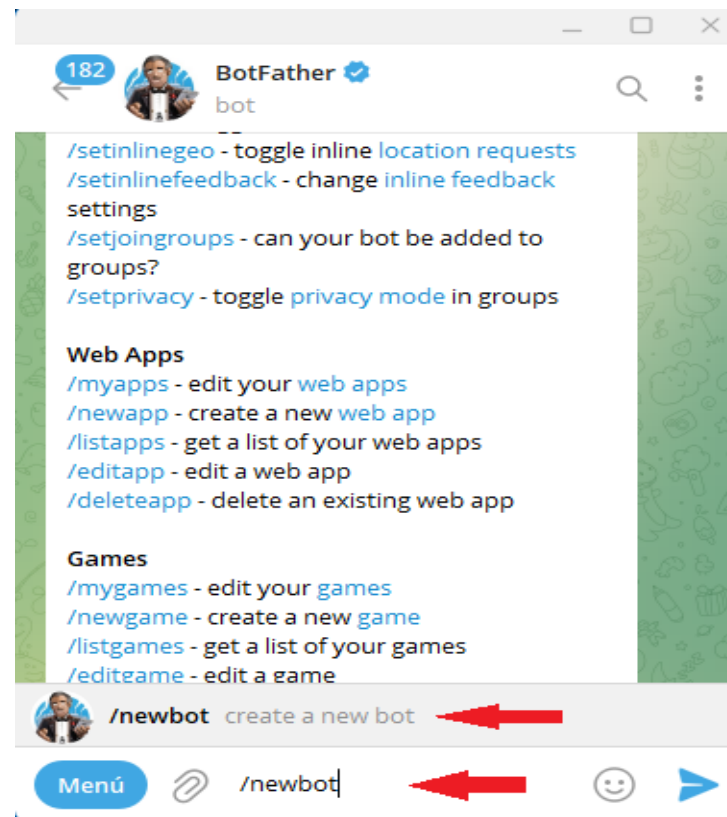 182
BotFather
bot
/setinlinegeo - toggle inline location requests
/setinlinefeedback - change inline feedback
settings
/setjoingroups - can your bot be added to
groups?
/setprivacy - toggle privacy mode in groups
Web Apps
/myapps - edit your web apps
/newapp - create a new web app
/listapps - get a list of your web apps
/editapp - edit a web app
/deleteapp - delete an existing web app
Games
/mygames - edit your games
/newgame - create a new game
/listgames - get a list of your games
/editgame - edit a game
/newbot create a new bot
Menú /newbot